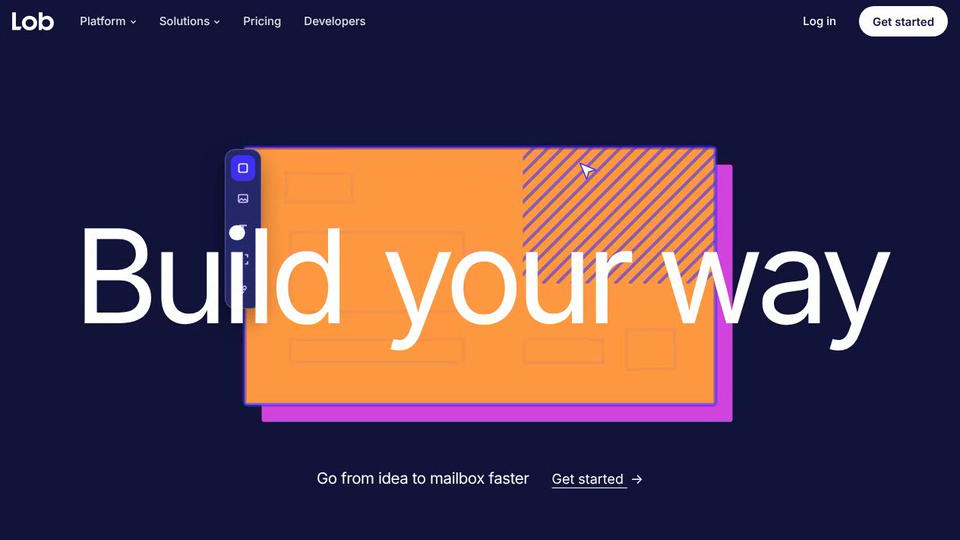 Lob
Platform
Solutions
Pricing
Developers
Log in
Get started
Build your way
Go from idea to mailbox faster
Get started →